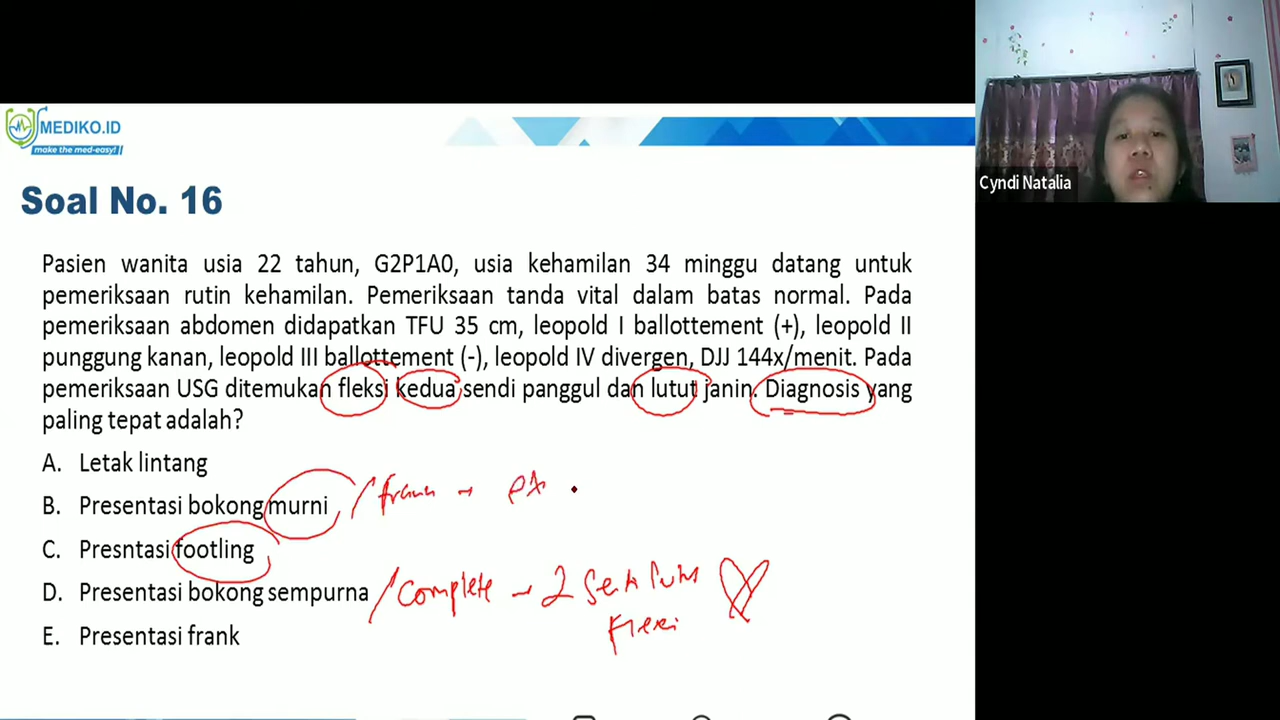 MEDIKO.ID
make the med-easy!
Cyndi Natalia
Soal No. 16
Pasien wanita usia 22 tahun, G2P1A0, usia kehamilan 34 minggu datang untuk
pemeriksaan rutin kehamilan. Pemeriksaan tanda vital dalam batas normal. Pada
pemeriksaan abdomen didapatkan TFU 35 cm, leopold I ballottement (+), leopold II
punggung kanan, leopold III ballottement (-), leopold IV divergen, DJJ 144x/menit. Pada
pemeriksaan USG ditemukan fleksi kedua sendi panggul dan lutut janin. Diagnosis yang
paling tepat adalah?
A. Letak lintang
B. Presentasi bokong murni
C. Presntasi footling
D. Presentasi bokong sempurna / Complete → 2
E. Presentasi frank